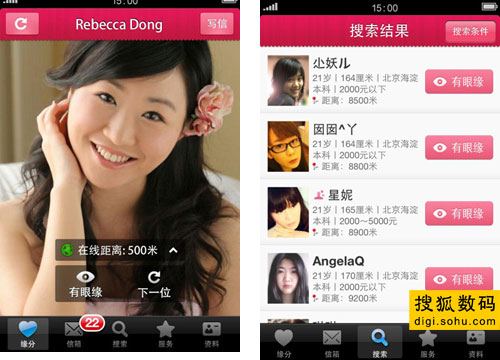 15:00
Rebecca Dong
写信
在线距离: 500米
有眼缘
下一位
缘分
信箱
22
搜索
服务
资料
15:00
搜索结果
搜索条件
尐妖ル
21岁 | 164厘米 | 北京海淀
本科 | 2000元以下
距离: 8500米
有眼缘
囡囡^丫
21岁 | 164厘米 | 北京海淀
本科 | 2000元以下
距离: 8800米
有眼缘
星妮
21岁 | 165厘米 | 北京海淀
本科 | 2000~5000元
距离: 8900米
有眼缘
AngelaQ
21岁 | 170厘米 | 北京海淀
本科 | 2000元以下
距离: 9200米
有眼缘
缘分
信箱
搜索
服务
资料
搜狐数码
digi.sohu.com